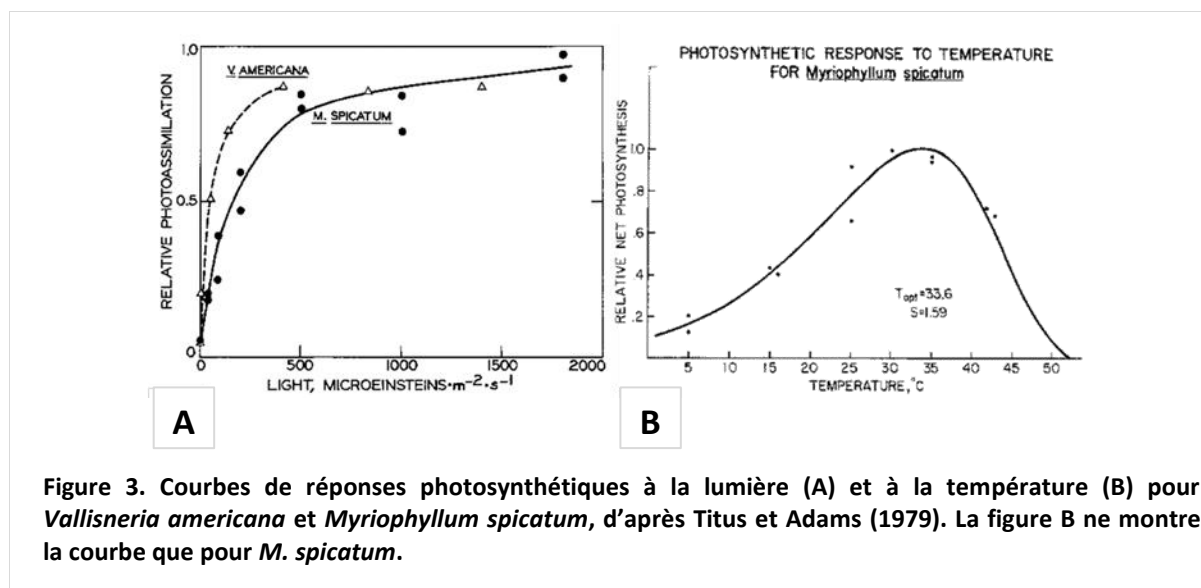 1.0
V. AMERICANA
M. SPICATUM
0.5
0
RELATIVE PHOTOASSIMILATION
0 500 1000 1500 2000
LIGHT, MICROEINSTEINS·m⁻²·s⁻¹
A
PHOTOSYNTHETIC RESPONSE TO TEMPERATURE
FOR Myriophyllum spicatum
RELATIVE NET PHOTOSYNTHESIS
1.0
.8
.6
.4
.2
Topt=33.6
S=1.59
5 10 15 20 25 30 35 40 45 50
TEMPERATURE, °C
B
Figure 3. Courbes de réponses photosynthétiques à la lumière (A) et à la température (B) pour
Vallisneria americana et Myriophyllum spicatum, d’après Titus et Adams (1979). La figure B ne montre
la courbe que pour M. spicatum.